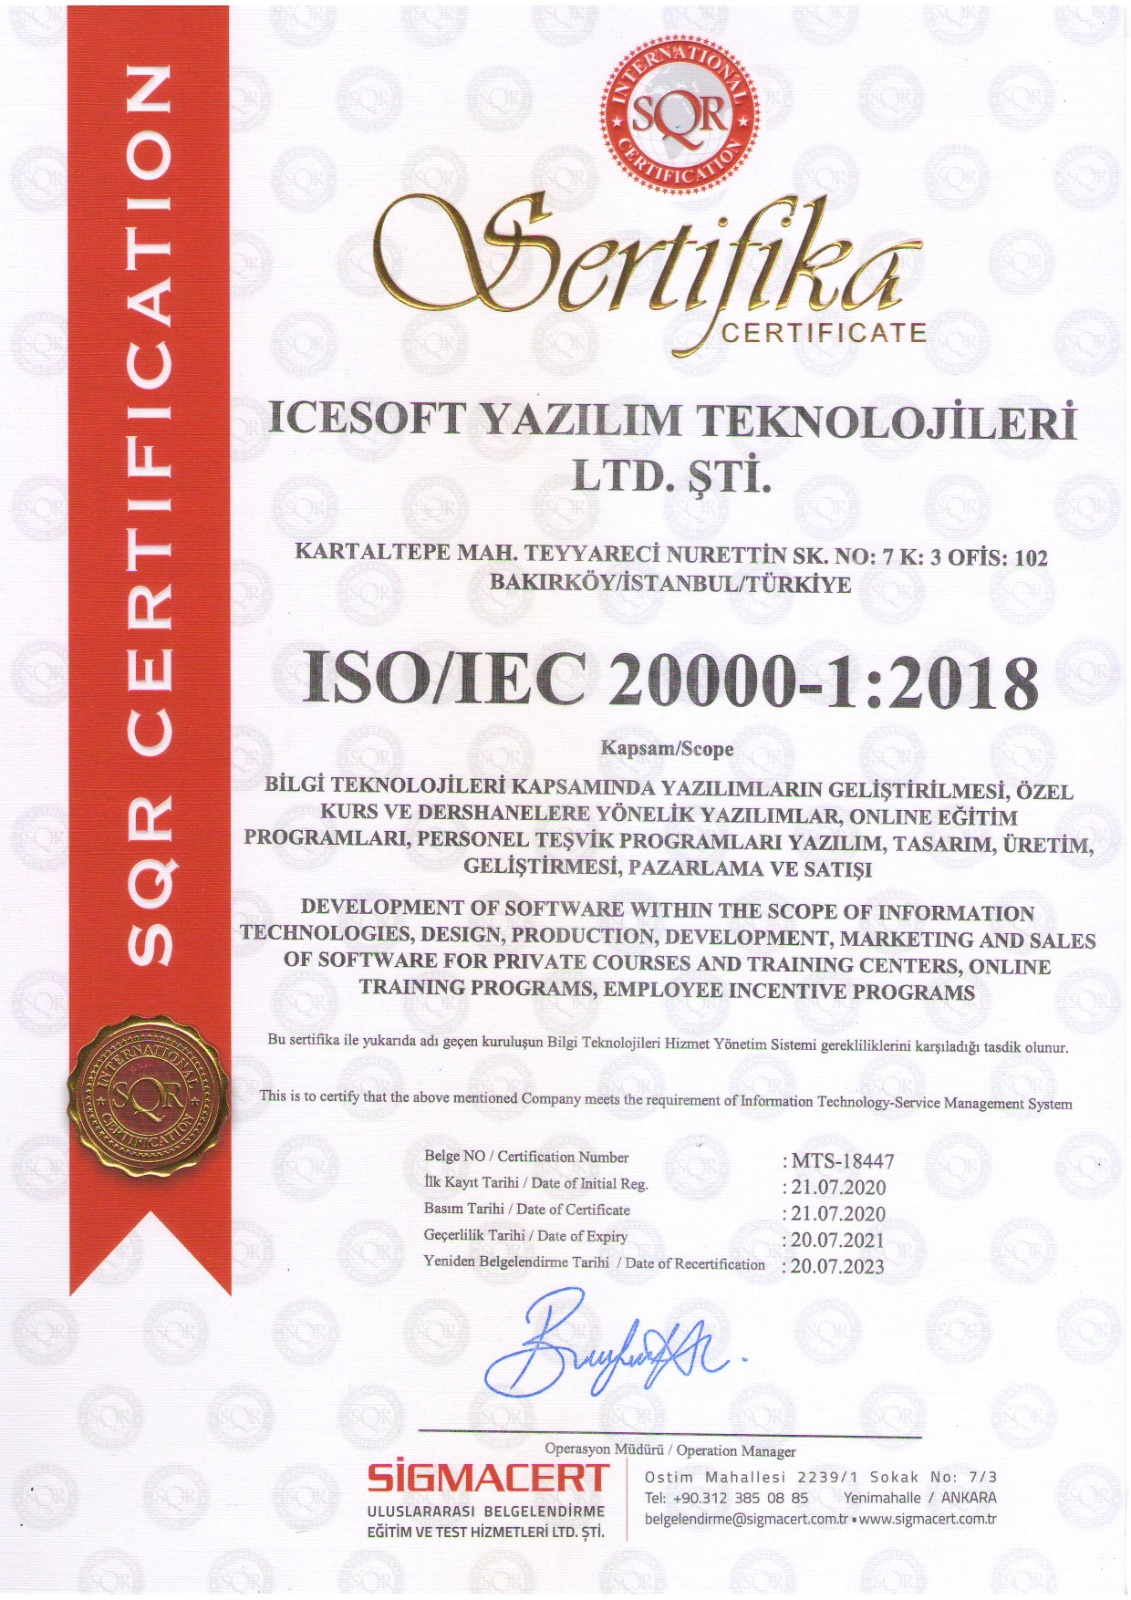 SQR CERTIFICATION
INTERNATIONAL
SQR
CERTIFICATION
Sertifika
CERTIFICATE
ICESOFT YAZILIM TEKNOLOJİLERİ
LTD. ŞTİ.
KARTALTEPE MAH. TEYYARECİ NURETTİN SK. NO: 7 K: 3 OFİS: 102
BAKIRKÖY/İSTANBUL/TÜRKİYE
ISO/IEC 20000-1:2018
Kapsam/Scope
BİLGİ TEKNOLOJİLERİ KAPSAMINDA YAZILIMLARIN GELİŞTİRİLMESİ, ÖZEL
KURS VE DERSHANELERE YÖNELİK YAZILIMLAR, ONLINE EĞİTİM
PROGRAMLARI, PERSONEL TEŞVİK PROGRAMLARI YAZILIM, TASARIM, ÜRETİM,
GELİŞTİRMESİ, PAZARLAMA VE SATIŞI
DEVELOPMENT OF SOFTWARE WITHIN THE SCOPE OF INFORMATION
TECHNOLOGIES, DESIGN, PRODUCTION, DEVELOPMENT, MARKETING AND SALES
OF SOFTWARE FOR PRIVATE COURSES AND TRAINING CENTERS, ONLINE
TRAINING PROGRAMS, EMPLOYEE INCENTIVE PROGRAMS
Bu sertifika ile yukarıda adı geçen kuruluşun Bilgi Teknolojileri Hizmet Yönetim Sistemi gerekliliklerini karşıladığı tasdik olunur.
This is to certify that the above mentioned Company meets the requirement of Information Technology-Service Management System
INTERNATIONAL
SQR
CERTIFICATION
Belge NO / Certification Number : MTS-18447
İlk Kayıt Tarihi / Date of Initial Reg. : 21.07.2020
Basım Tarihi / Date of Certificate : 21.07.2020
Geçerlilik Tarihi / Date of Expiry : 20.07.2021
Yeniden Belgelendirme Tarihi / Date of Recertification : 20.07.2023
Operasyon Müdürü / Operation Manager
SİGMACERT
ULUSLARARASI BELGELENDİRME
EĞİTİM VE TEST HİZMETLERİ LTD. ŞTİ.
Ostim Mahallesi 2239/1 Sokak No: 7/3
Tel: +90.312 385 08 85 Yenimahalle / ANKARA
belgelendirme@sigmacert.com.tr ▪ www.sigmacert.com.tr